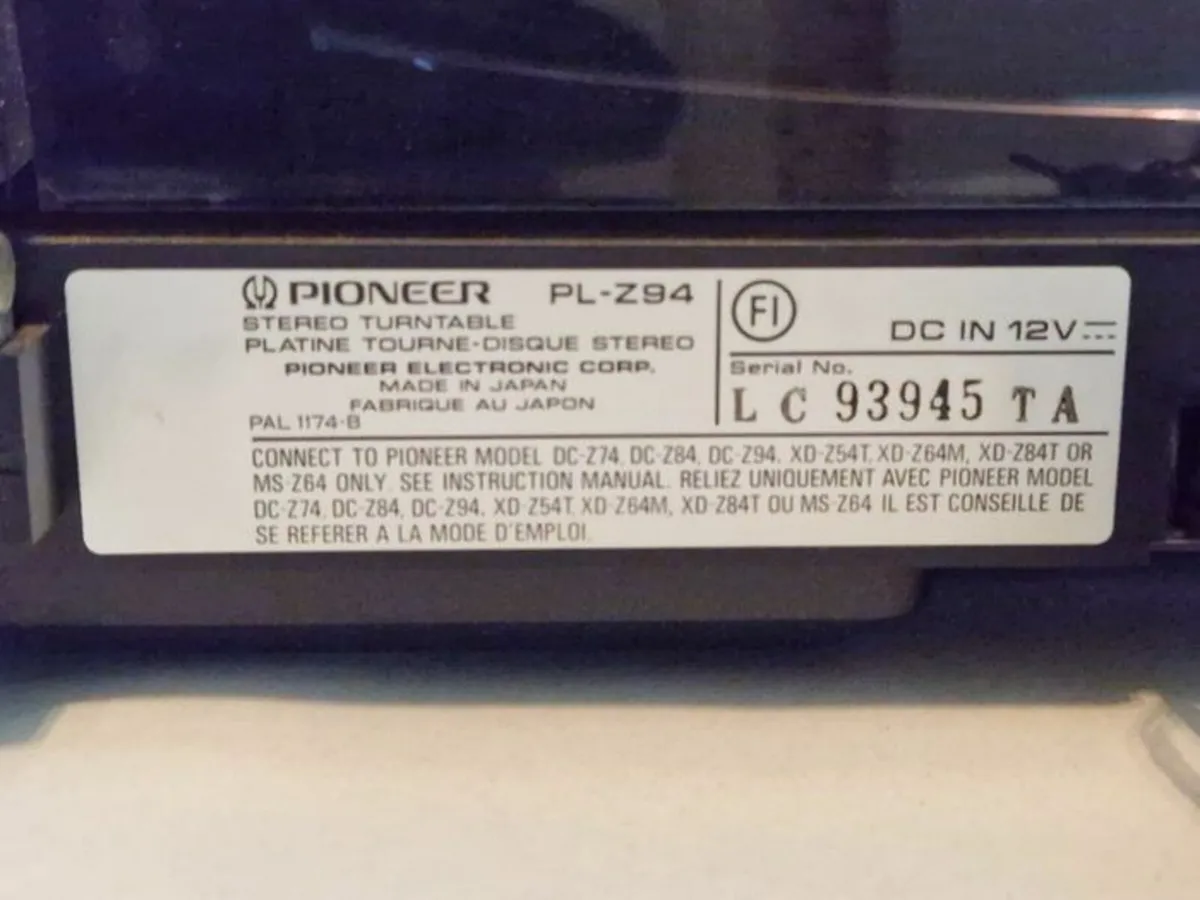 PIONEER PL-Z94
STEREO TURNTABLE
PLATINE TOURNE-DISQUE STEREO
PIONEER ELECTRONIC CORP.
MADE IN JAPAN
FABRIQUE AU JAPON
PAL 1174-B
FI
DC IN 12V
Serial No.
LC 93945 TA
CONNECT TO PIONEER MODEL DC-Z74, DC-Z84, DC-Z94, XD-Z54T, XD-Z64M, XD-Z84T OR
MS-Z64 ONLY. SEE INSTRUCTION MANUAL. RELIEZ UNIQUEMENT AVEC PIONEER MODEL
DC-Z74, DC-Z84, DC-Z94, XD-Z54T, XD-Z64M, XD-Z84T OU MS-Z64 IL EST CONSEILLE DE
SE REFERER A LA MODE D'EMPLOI.